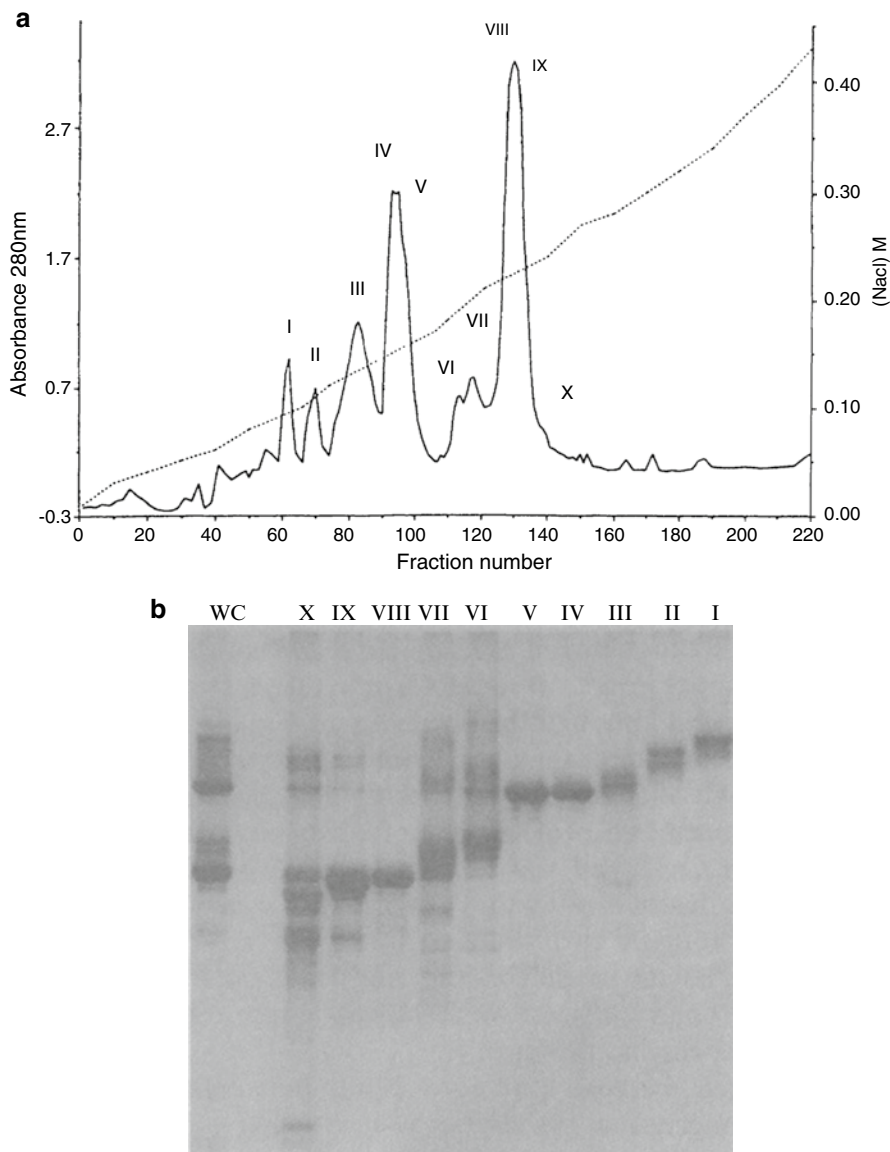 a
VIII
IX
0.40
2.7
IV
V
0.30
III
1.7
I
VII
0.20
II
VI
X
0.7
0.10
-0.3
0.00
0 20 40 60 80 100 120 140 160 180 200 220
Fraction number
Absorbance 280nm
(Nacl) M
b
WC X IX VIII VII VI V IV III II I